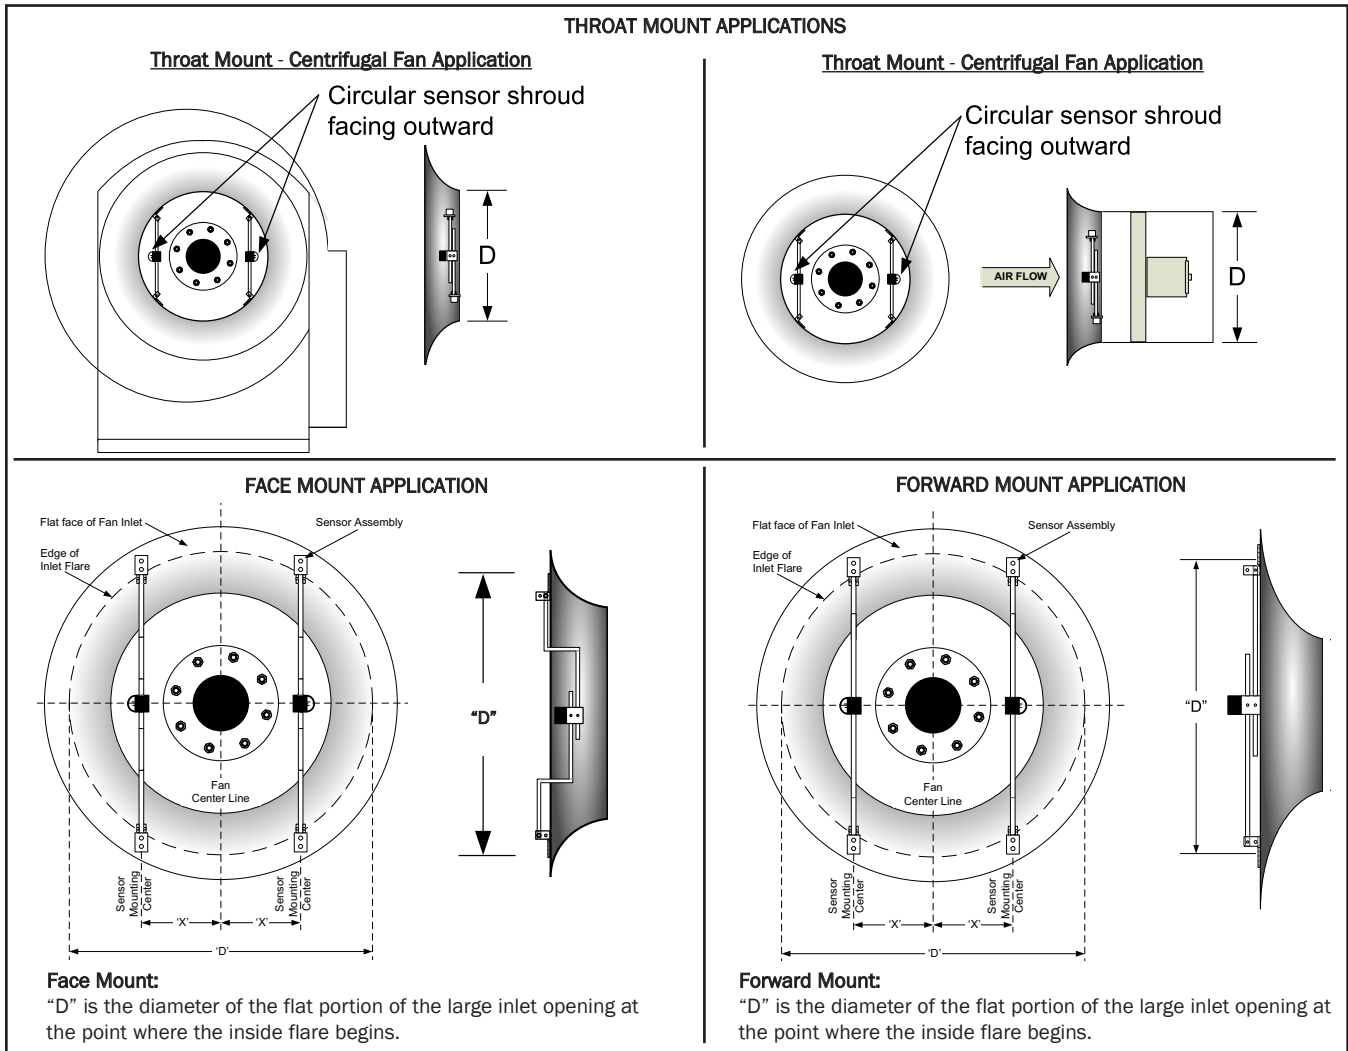 THROAT MOUNT APPLICATIONS
Throat Mount - Centrifugal Fan Application
Circular sensor shroud
facing outward
D
Throat Mount - Centrifugal Fan Application
Circular sensor shroud
facing outward
AIR FLOW
D
FACE MOUNT APPLICATION
Flat face of Fan Inlet
Sensor Assembly
Edge of
Inlet Flare
"D"
Fan
Center Line
Sensor
Mounting
Center
Sensor
Mounting
Center
'X'
'X'
'D'
Face Mount:
“D” is the diameter of the flat portion of the large inlet opening at
the point where the inside flare begins.
FORWARD MOUNT APPLICATION
Flat face of Fan Inlet
Sensor Assembly
Edge of
Inlet Flare
"D"
Fan
Center Line
Sensor
Mounting
Center
Sensor
Mounting
Center
'X'
'X'
'D'
Forward Mount:
“D” is the diameter of the flat portion of the large inlet opening at
the point where the inside flare begins.